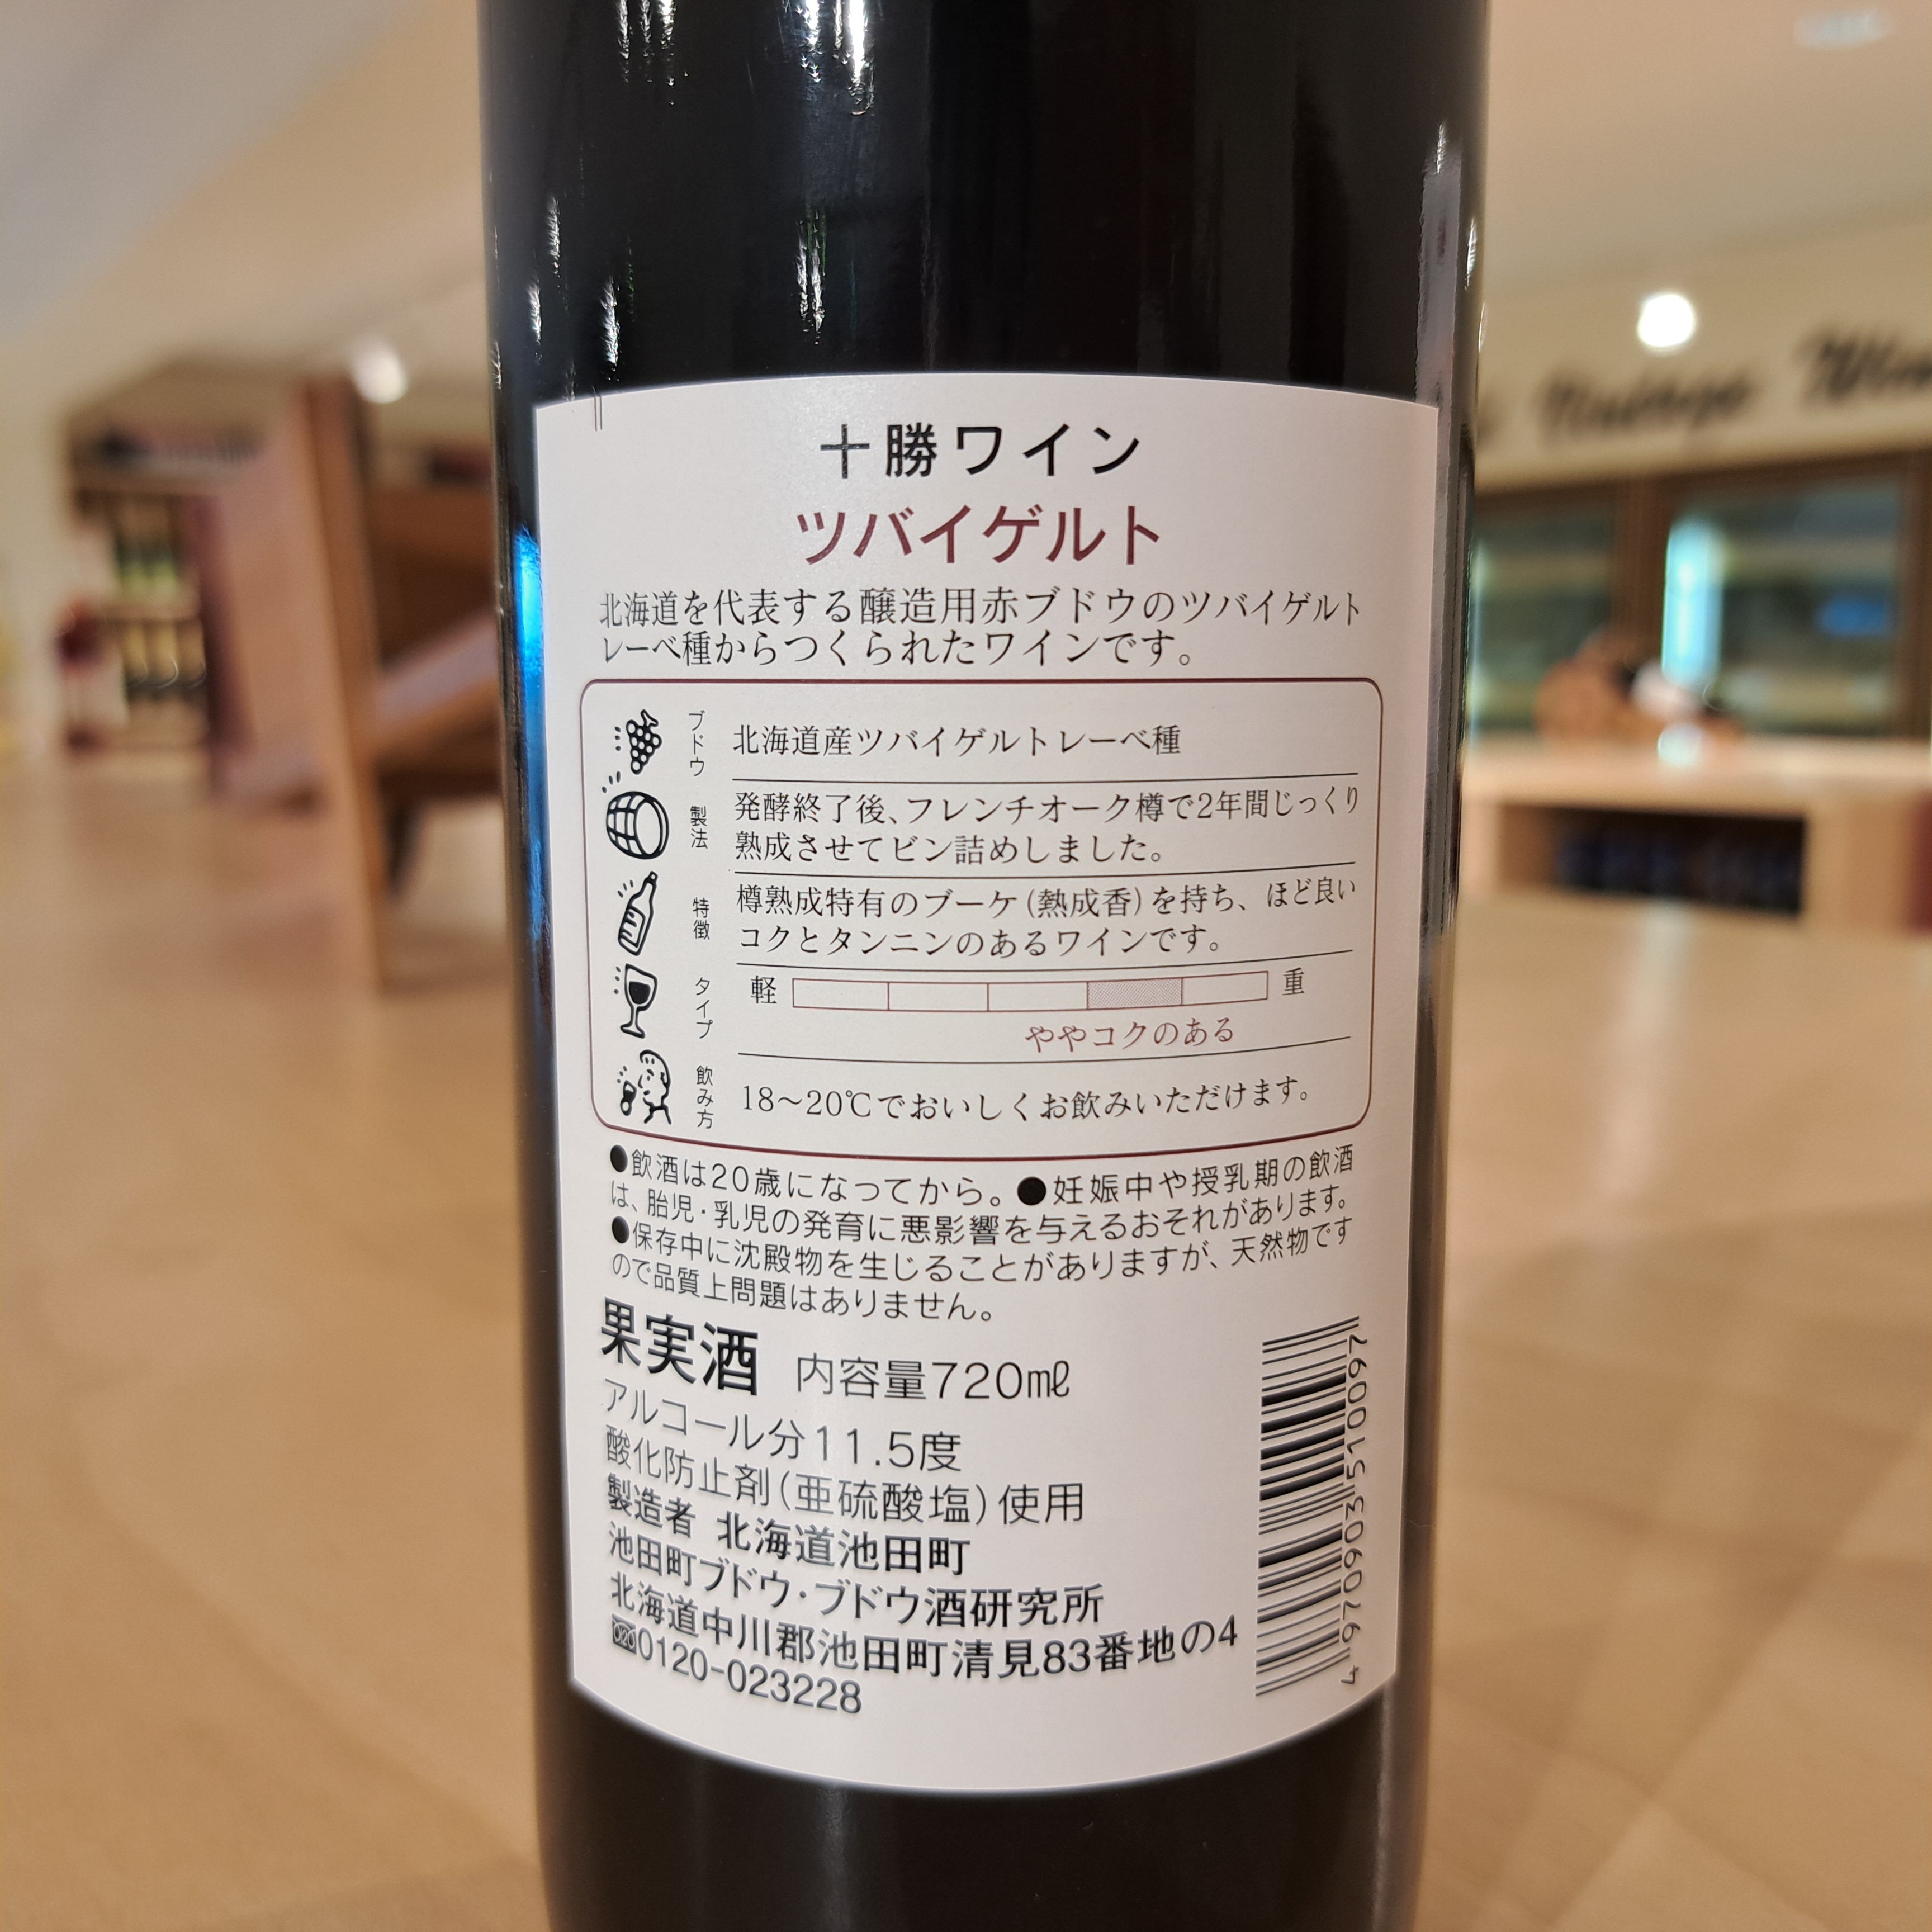 十勝ワイン
ツバイゲルト
北海道を代表する醸造用赤ブドウのツバイゲルト
レーベ種からつくられたワインです。
ブドウ 北海道産ツバイゲルトレーベ種
製法 発酵終了後、フレンチオーク樽で2年間じっくり
熟成させてビン詰めしました。
特徴 樽熟成特有のブーケ(熟成香)を持ち、ほど良い
コクとタンニンのあるワインです。
タイプ 軽 重
ややコクのある
飲み方 18〜20℃でおいしくお飲みいただけます。
●飲酒は20歳になってから。●妊娠中や授乳期の飲酒
は、胎児・乳児の発育に悪影響を与えるおそれがあります。
●保存中に沈殿物を生じることがありますが、天然物です
ので品質上問題はありません。
果実酒 内容量720mℓ
アルコール分11.5度
酸化防止剤(亜硫酸塩)使用
製造者 北海道池田町
池田町ブドウ・ブドウ酒研究所
北海道中川郡池田町清見83番地の4
0120-023228
4970903510097
Vintage Wine